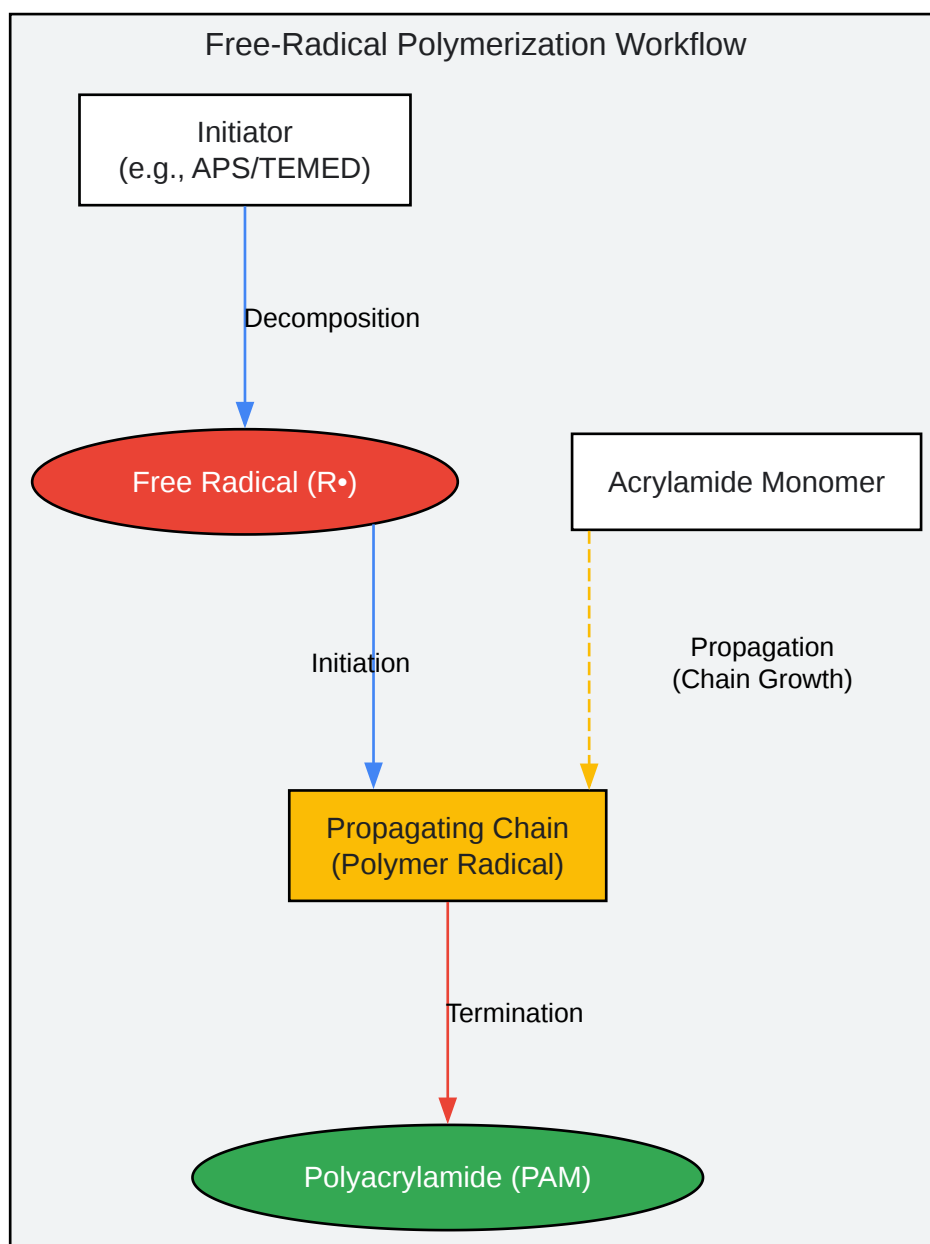 Free-Radical Polymerization Workflow
Initiator
(e.g., APS/TEMED)
Decomposition
Free Radical (R•)
Acrylamide Monomer
Initiation
Propagation
(Chain Growth)
Propagating Chain
(Polymer Radical)
Termination
Polyacrylamide (PAM)